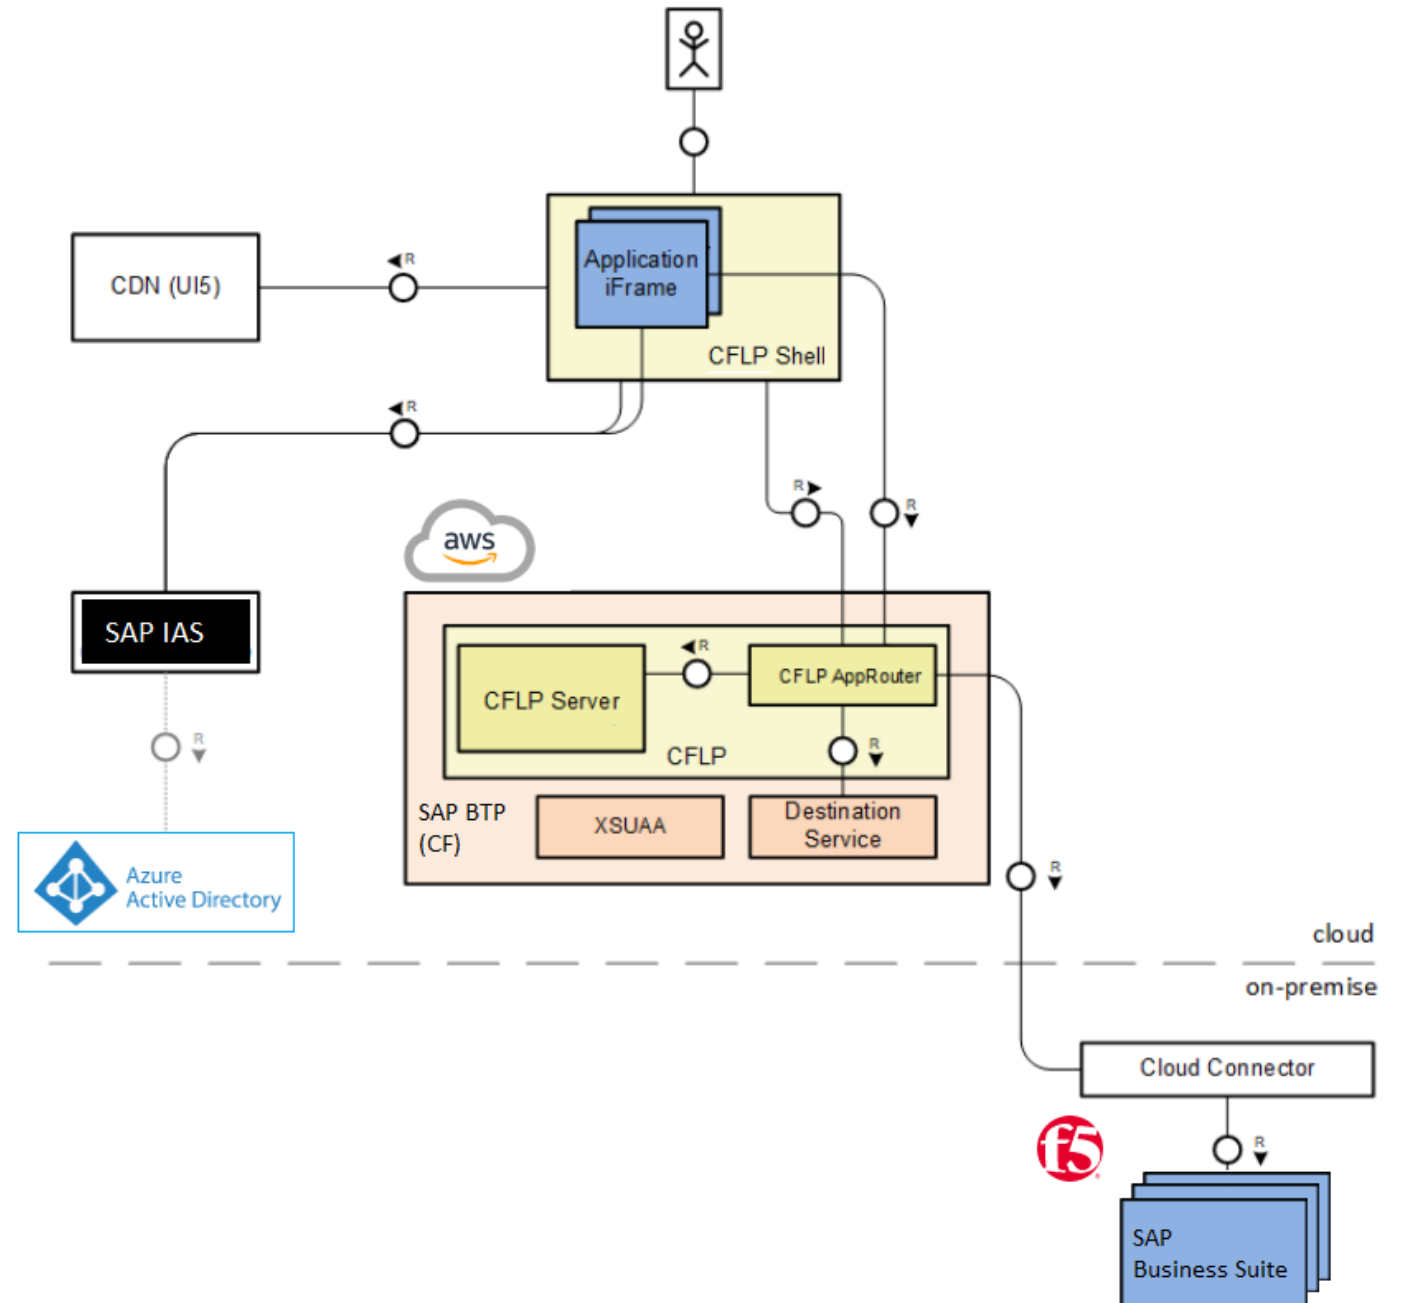 R
CDN (UI5)
Application
iFrame
CFLP Shell
R
R
R
aws
SAP IAS
R
CFLP AppRouter
CFLP Server
R
R
CFLP
SAP BTP
(CF)
XSUAA
Destination
Service
Azure
Active Directory
R
cloud
on-premise
Cloud Connector
f5
R
SAP
Business Suite